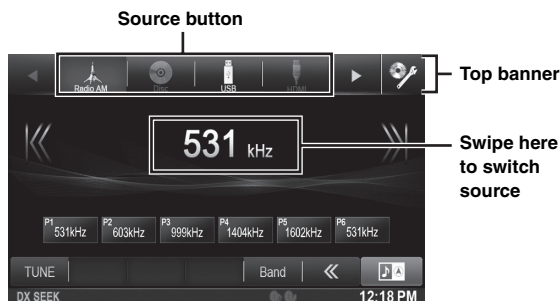 Source button
Radio AM
Disc
USB
HDMI
Top banner
531 kHz
Swipe here
to switch
source
P1 531kHz
P2 603kHz
P3 999kHz
P4 1404kHz
P5 1602kHz
P6 531kHz
TUNE
Band
DX SEEK
12:18 PM